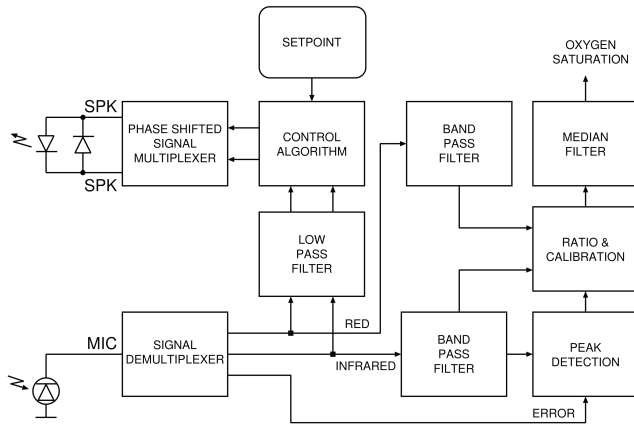 SETPOINT
OXYGEN
SATURATION
SPK
PHASE SHIFTED
SIGNAL
MULTIPLEXER
CONTROL
ALGORITHM
BAND
PASS
FILTER
MEDIAN
FILTER
SPK
LOW
PASS
FILTER
RATIO &
CALIBRATION
RED
MIC
SIGNAL
DEMULTIPLEXER
INFRARED
BAND
PASS
FILTER
PEAK
DETECTION
ERROR